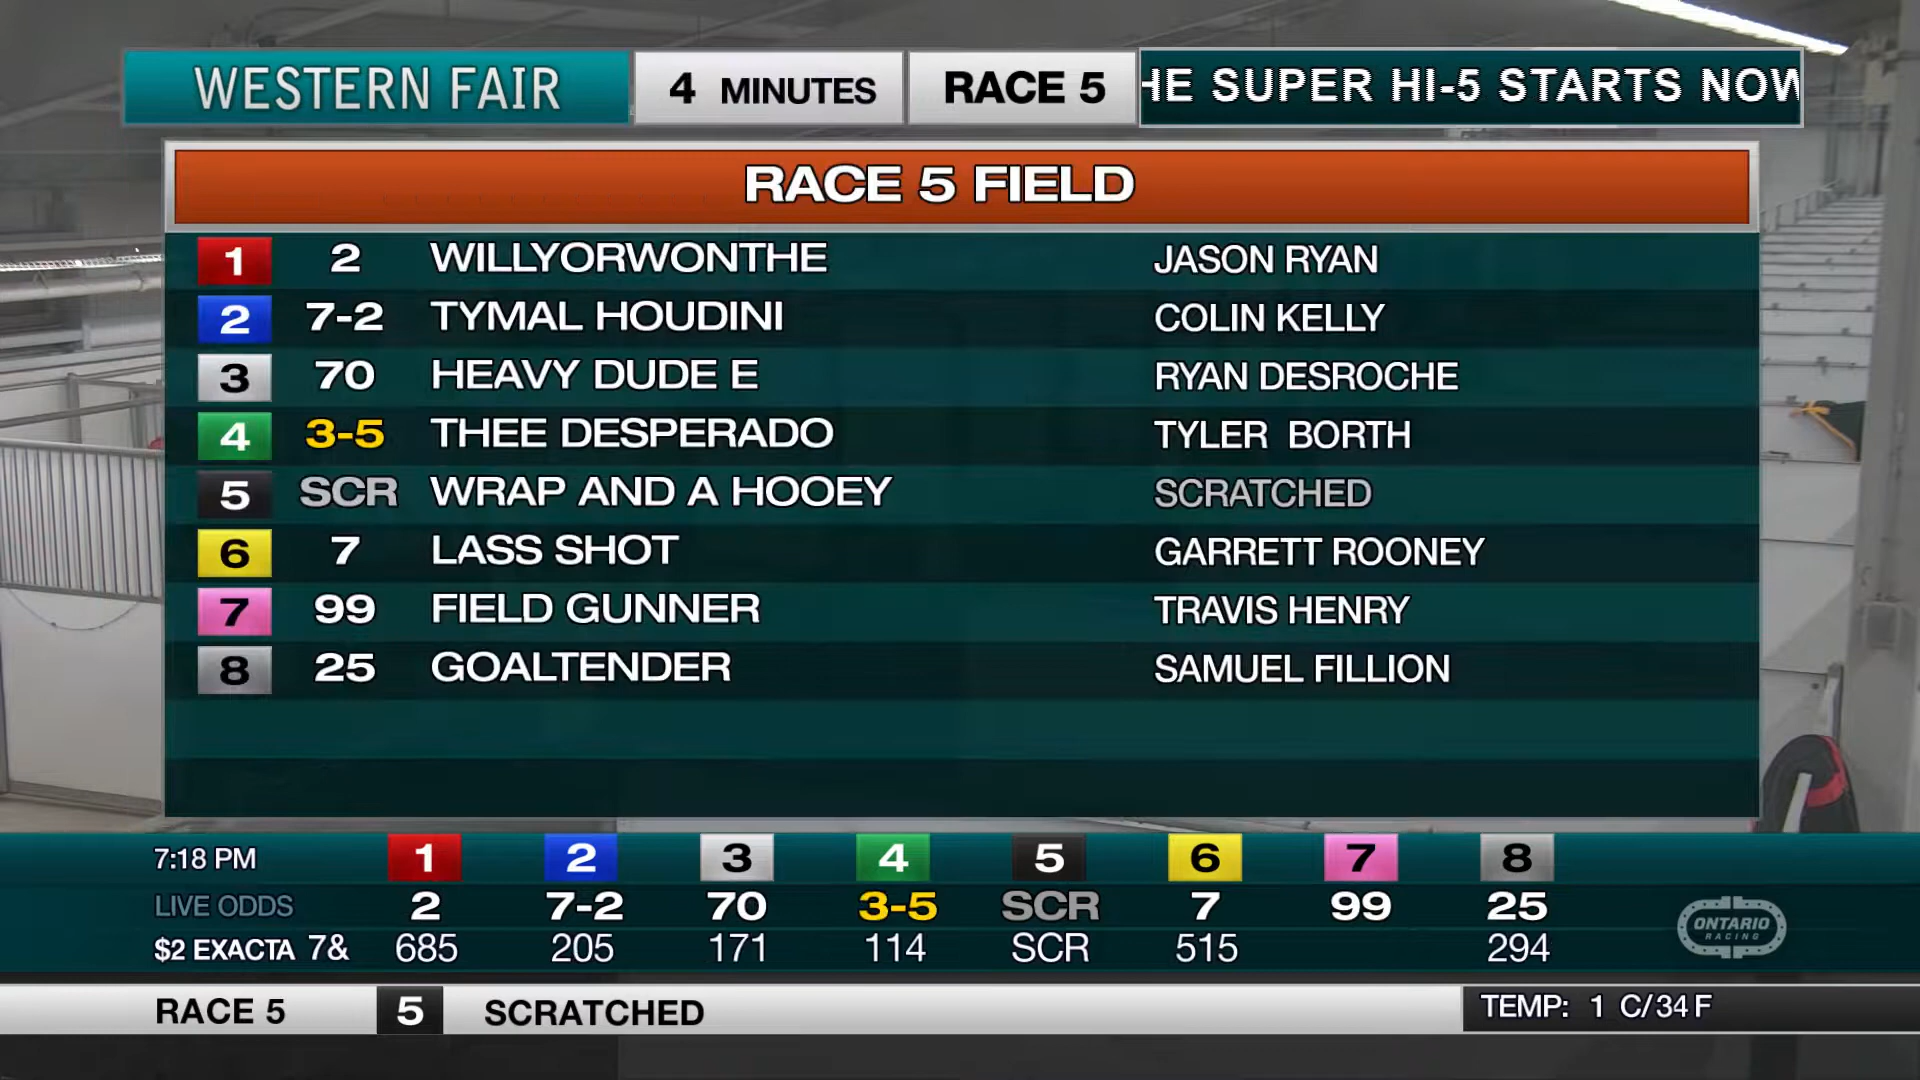 WESTERN FAIR 4 MINUTES RACE 5 HE SUPER HI-5 STARTS NOW
RACE 5 FIELD
1 2 WILLYORWONTHE JASON RYAN
2 7-2 TYMAL HOUDINI COLIN KELLY
3 70 HEAVY DUDE E RYAN DESROCHE
4 3-5 THEE DESPERADO TYLER BORTH
5 SCR WRAP AND A HOOEY SCRATCHED
6 7 LASS SHOT GARRETT ROONEY
7 99 FIELD GUNNER TRAVIS HENRY
8 25 GOALTENDER SAMUEL FILLION
7:18 PM 1 2 3 4 5 6 7 8
LIVE ODDS 2 7-2 70 3-5 SCR 7 99 25
$2 EXACTA 7& 685 205 171 114 SCR 515 294
ONTARIO
RACING
RACE 5 5 SCRATCHED TEMP: 1 C/34 F